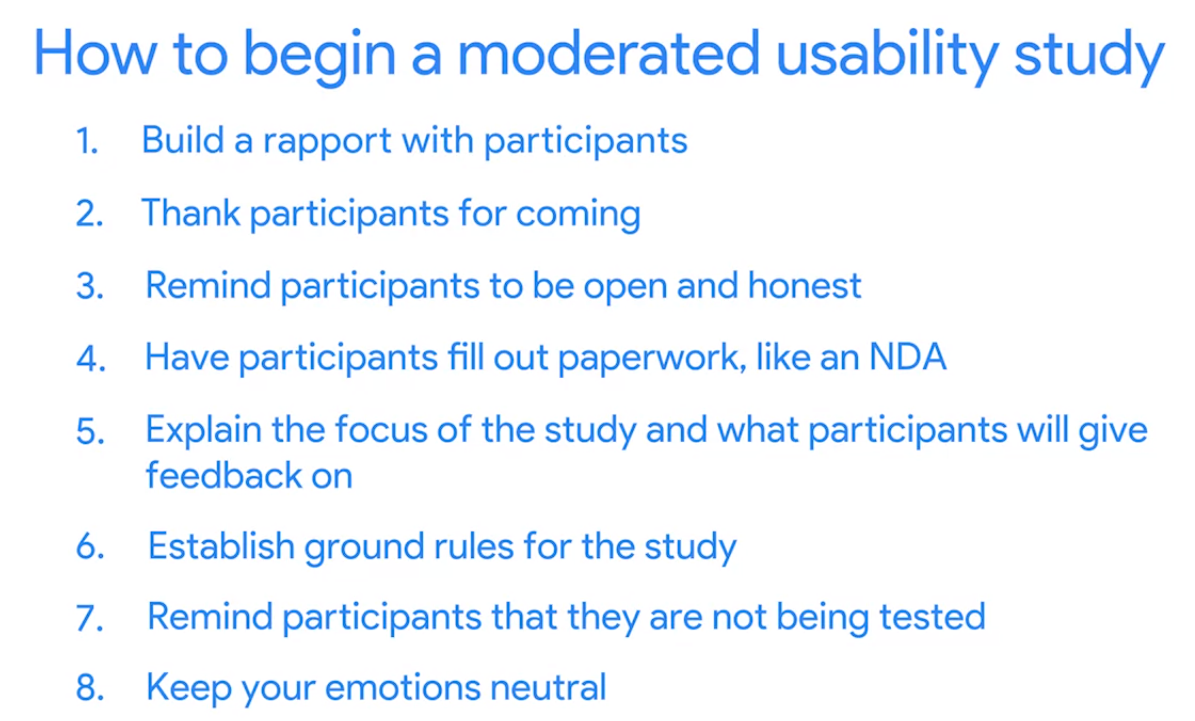 How to begin a moderated usability study
1. Build a rapport with participants
2. Thank participants for coming
3. Remind participants to be open and honest
4. Have participants fill out paperwork, like an NDA
5. Explain the focus of the study and what participants will give
feedback on
6. Establish ground rules for the study
7. Remind participants that they are not being tested
8. Keep your emotions neutral